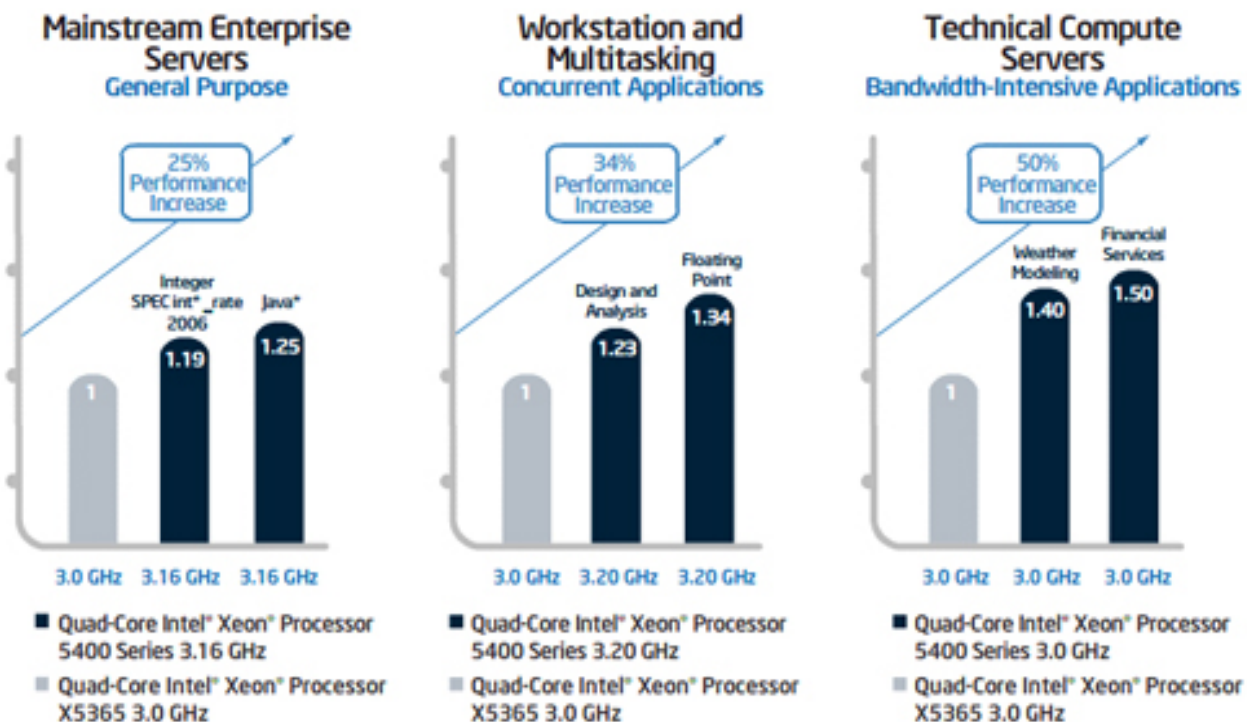 Mainstream Enterprise
Servers
General Purpose
25%
Performance
Increase
Integer
SPEC int*_rate
2006
Java*
1
1.19
1.25
3.0 GHz
3.16 GHz
3.16 GHz
■ Quad-Core Intel® Xeon® Processor
5400 Series 3.16 GHz
■ Quad-Core Intel® Xeon® Processor
X5365 3.0 GHz
Workstation and
Multitasking
Concurrent Applications
34%
Performance
Increase
Design and
Analysis
Floating
Point
1
1.23
1.34
3.0 GHz
3.20 GHz
3.20 GHz
■ Quad-Core Intel® Xeon® Processor
5400 Series 3.20 GHz
■ Quad-Core Intel® Xeon® Processor
X5365 3.0 GHz
Technical Compute
Servers
Bandwidth-Intensive Applications
50%
Performance
Increase
Weather
Modeling
Financial
Services
1
1.40
1.50
3.0 GHz
3.0 GHz
3.0 GHz
■ Quad-Core Intel® Xeon® Processor
5400 Series 3.0 GHz
■ Quad-Core Intel® Xeon® Processor
X5365 3.0 GHz